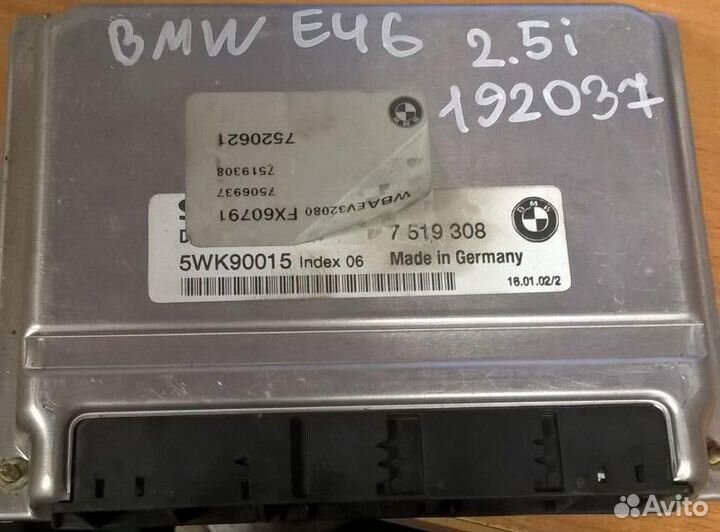 BMW E46 2.5i
192037
BMW
7520621
7519308
7506937
WBAEV32080 FX60791
7 519 308
5WK90015 Index 06 Made in Germany
16.01.02/2
BMW
Avito